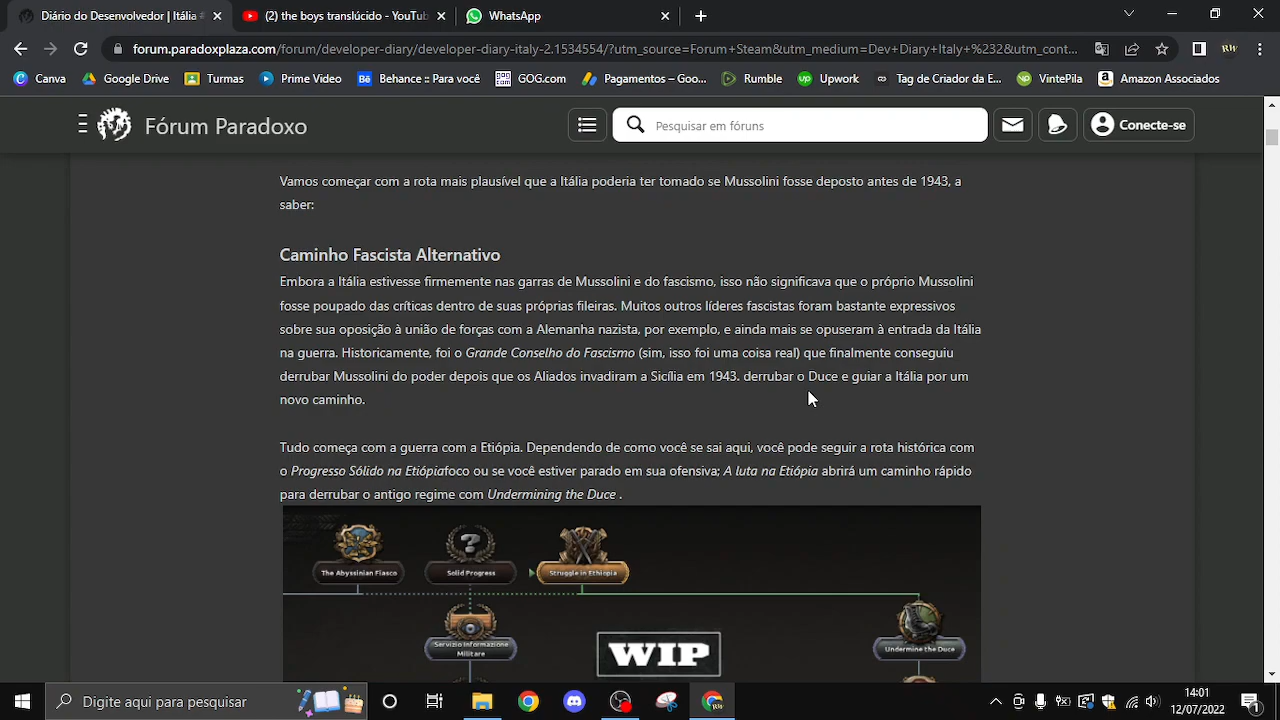 Diário do Desenvol | Itália
(2) the boys translcido - YouTub
WhatsApp
forum.paradoxplaza.com/forum/developer-diary/developer-diary-italy-2.1534554/?utm_source=Forum+Steam&utm_medium=Dev+Diary+Italy+%232&utm_cont...
Canva
Google Drive
Turmas
Prime Video
Behance :: Para você
GOG.com
Pagamentos – Goo...
Rumble
Upwork
Tag de Criador da E...
VintePila
Amazon Associados
Fórum Paradoxo
Pesquisar em fóruns
Conecte-se
Vamos começar com a rota mais plausível que a Itália poderia ter tomado se Mussolini fosse deposto antes de 1943, a
saber:
Caminho Fascista Alternativo
Embora a Itália estivesse firmemente nas garras de Mussolini e do fascismo, isso não significava que o próprio Mussolini
fosse poupado das críticas dentro de suas próprias fileiras. Muitos outros líderes fascistas foram bastante expressivos
sobre sua oposição à união de forças com a Alemanha nazista, por exemplo, e ainda mais se opuseram à entrada da Itália
na guerra. Historicamente, foi o Grande Conselho do Fascismo (sim, isso foi uma coisa real) que finalmente conseguiu
derrubar Mussolini do poder depois que os Aliados invadiram a Sicília em 1943. derrubar o Duce e guiar a Itália por um
novo caminho.
Tudo começa com a guerra com a Etiópia. Dependendo de como você se sai aqui, você pode seguir a rota histórica com
o Progresso Sólido na Etiópiafoco ou se você estiver parado em sua ofensiva; A luta na Etiópia abrirá um caminho rápido
para derrubar o antigo regime com Undermining the Duce .
The Abyssinian Fiasco
Solid Progress
Struggle in Ethiopia
Servizio Informazione
Militare
WIP
Undermine the Duce
Digite aqui para pesquisar
14:01
12/07/2022
1